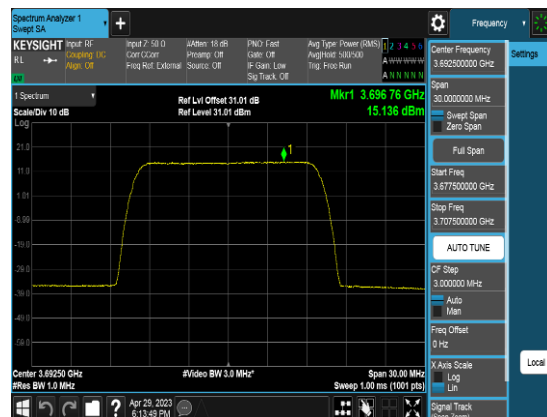 Spectrum Analyzer 1
Swept SA
+
Frequency
KEYSIGHT
RL
Input: RF
Coupling: DC
Align: Off
Input Z: 50 Ω
Corr CCorr
Freq Ref: External
#Atten: 18 dB
Preamp: Off
Source: Off
PNO: Fast
Gate: Off
IF Gain: Low
Sig Track: Off
Avg Type: Power (RMS)
Avg|Hold: 500/500
Trig: Free Run
1 2 3 4 5 6
A W W W W W
A N N N N N
1 Spectrum
Scale/Div 10 dB
Log
Ref Lvl Offset 31.01 dB
Ref Level 31.01 dBm
Mkr1 3.696 76 GHz
15.136 dBm
1
21.0
11.0
1.01
-8.99
-19.0
-29.0
-39.0
-49.0
-59.0
Center 3.69250 GHz
#Res BW 1.0 MHz
#Video BW 3.0 MHz*
Span 30.00 MHz
Sweep 1.00 ms (1001 pts)
Apr 29, 2023
6:13:49 PM
Center Frequency
3.692500000 GHz
Span
30.0000000 MHz
Swept Span
Zero Span
Full Span
Start Freq
3.677500000 GHz
Stop Freq
3.707500000 GHz
AUTO TUNE
CF Step
3.000000 MHz
Auto
Man
Freq Offset
0 Hz
X Axis Scale
Log
Lin
Signal Track
Settings
Local